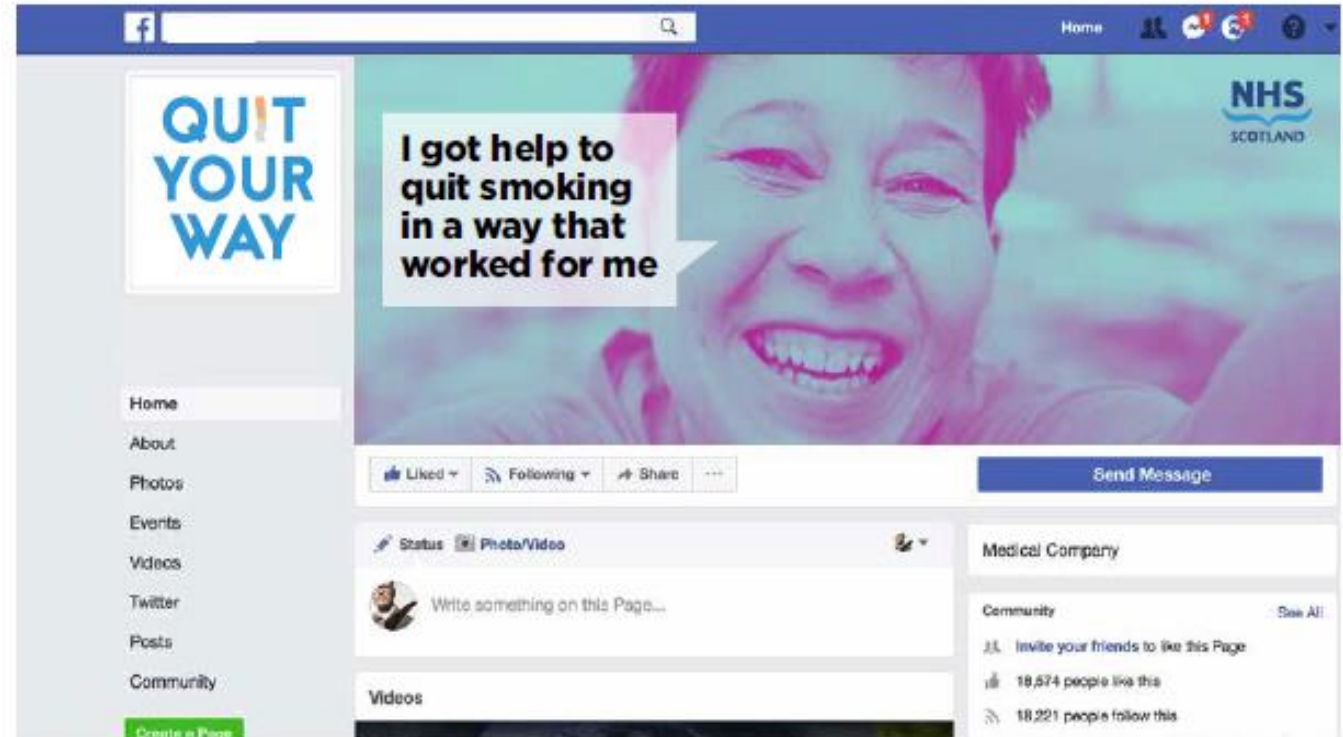 f
Home
1
QUIT
YOUR
WAY
I got help to
quit smoking
in a way that
worked for me
NHS
SCOTLAND
Home
About
Photos
Events
Videos
Twitter
Posts
Community
Create a Page
Liked
Following
Share
Send Message
Status Photo/Video
Write something on this Page...
Videos
Medical Company
Community See All
Invite your friends to like this Page
18,574 people like this
18,221 people follow this